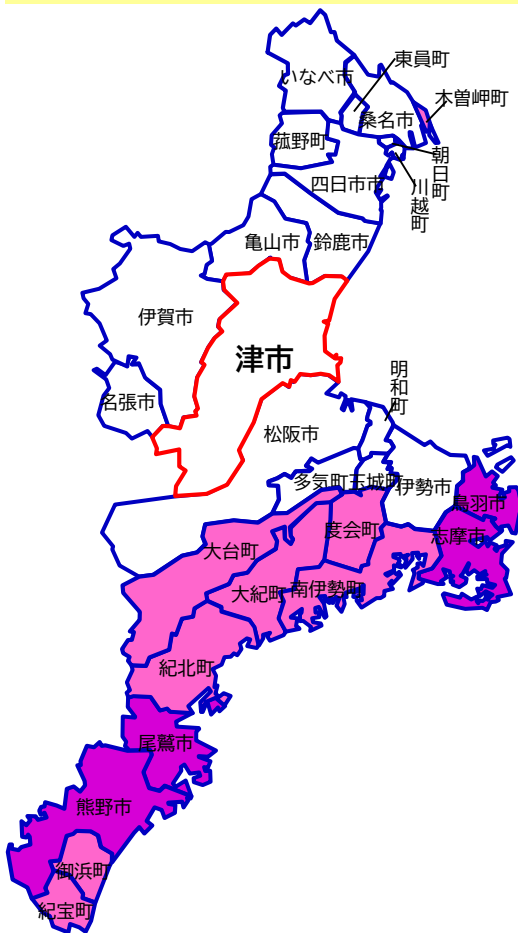 いなべ市
東員町
木曽岬町
桑名市
菰野町
朝日町
四日市市
川越町
亀山市
鈴鹿市
伊賀市
津市
明和町
名張市
松阪市
多気町
玉城町
伊勢市
鳥羽市
志摩市
度会町
大台町
大紀町
南伊勢町
紀北町
尾鷲市
熊野市
御浜町
紀宝町